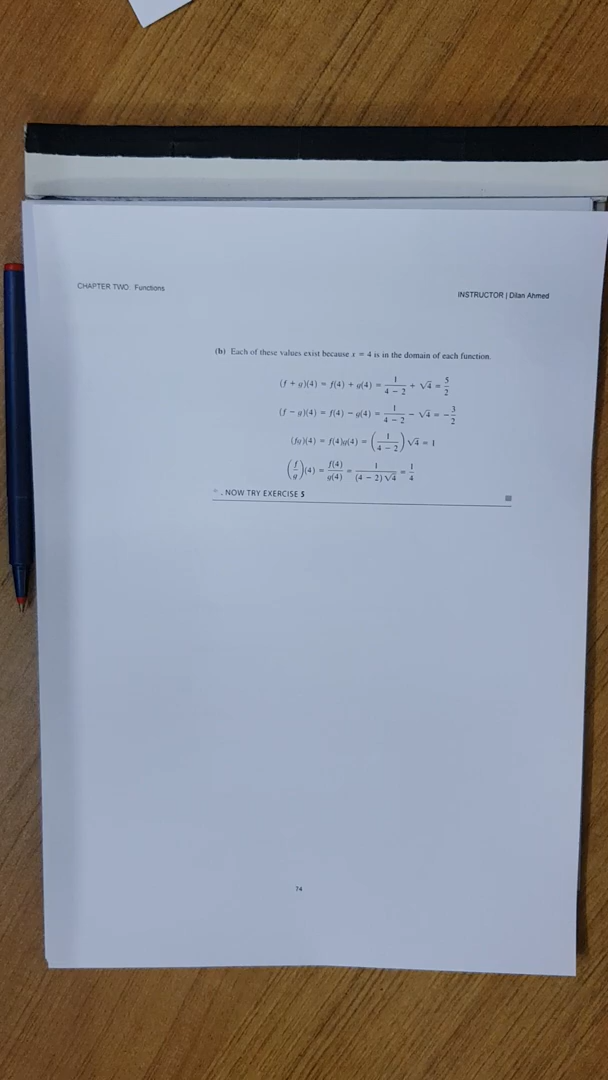 CHAPTER TWO: Functions
INSTRUCTOR | Dilan Ahmed
(b) Each of these values exist because x = 4 is in the domain of each function.
(f + g)(4) = f(4) + g(4) = 1/(4 − 2) + √4 = 5/2
(f − g)(4) = f(4) − g(4) = 1/(4 − 2) − √4 = −3/2
(fg)(4) = f(4)g(4) = (1/(4 − 2)) √4 = 1
(f/g)(4) = f(4)/g(4) = 1/((4 − 2)√4) = 1/4
. NOW TRY EXERCISE 5
74